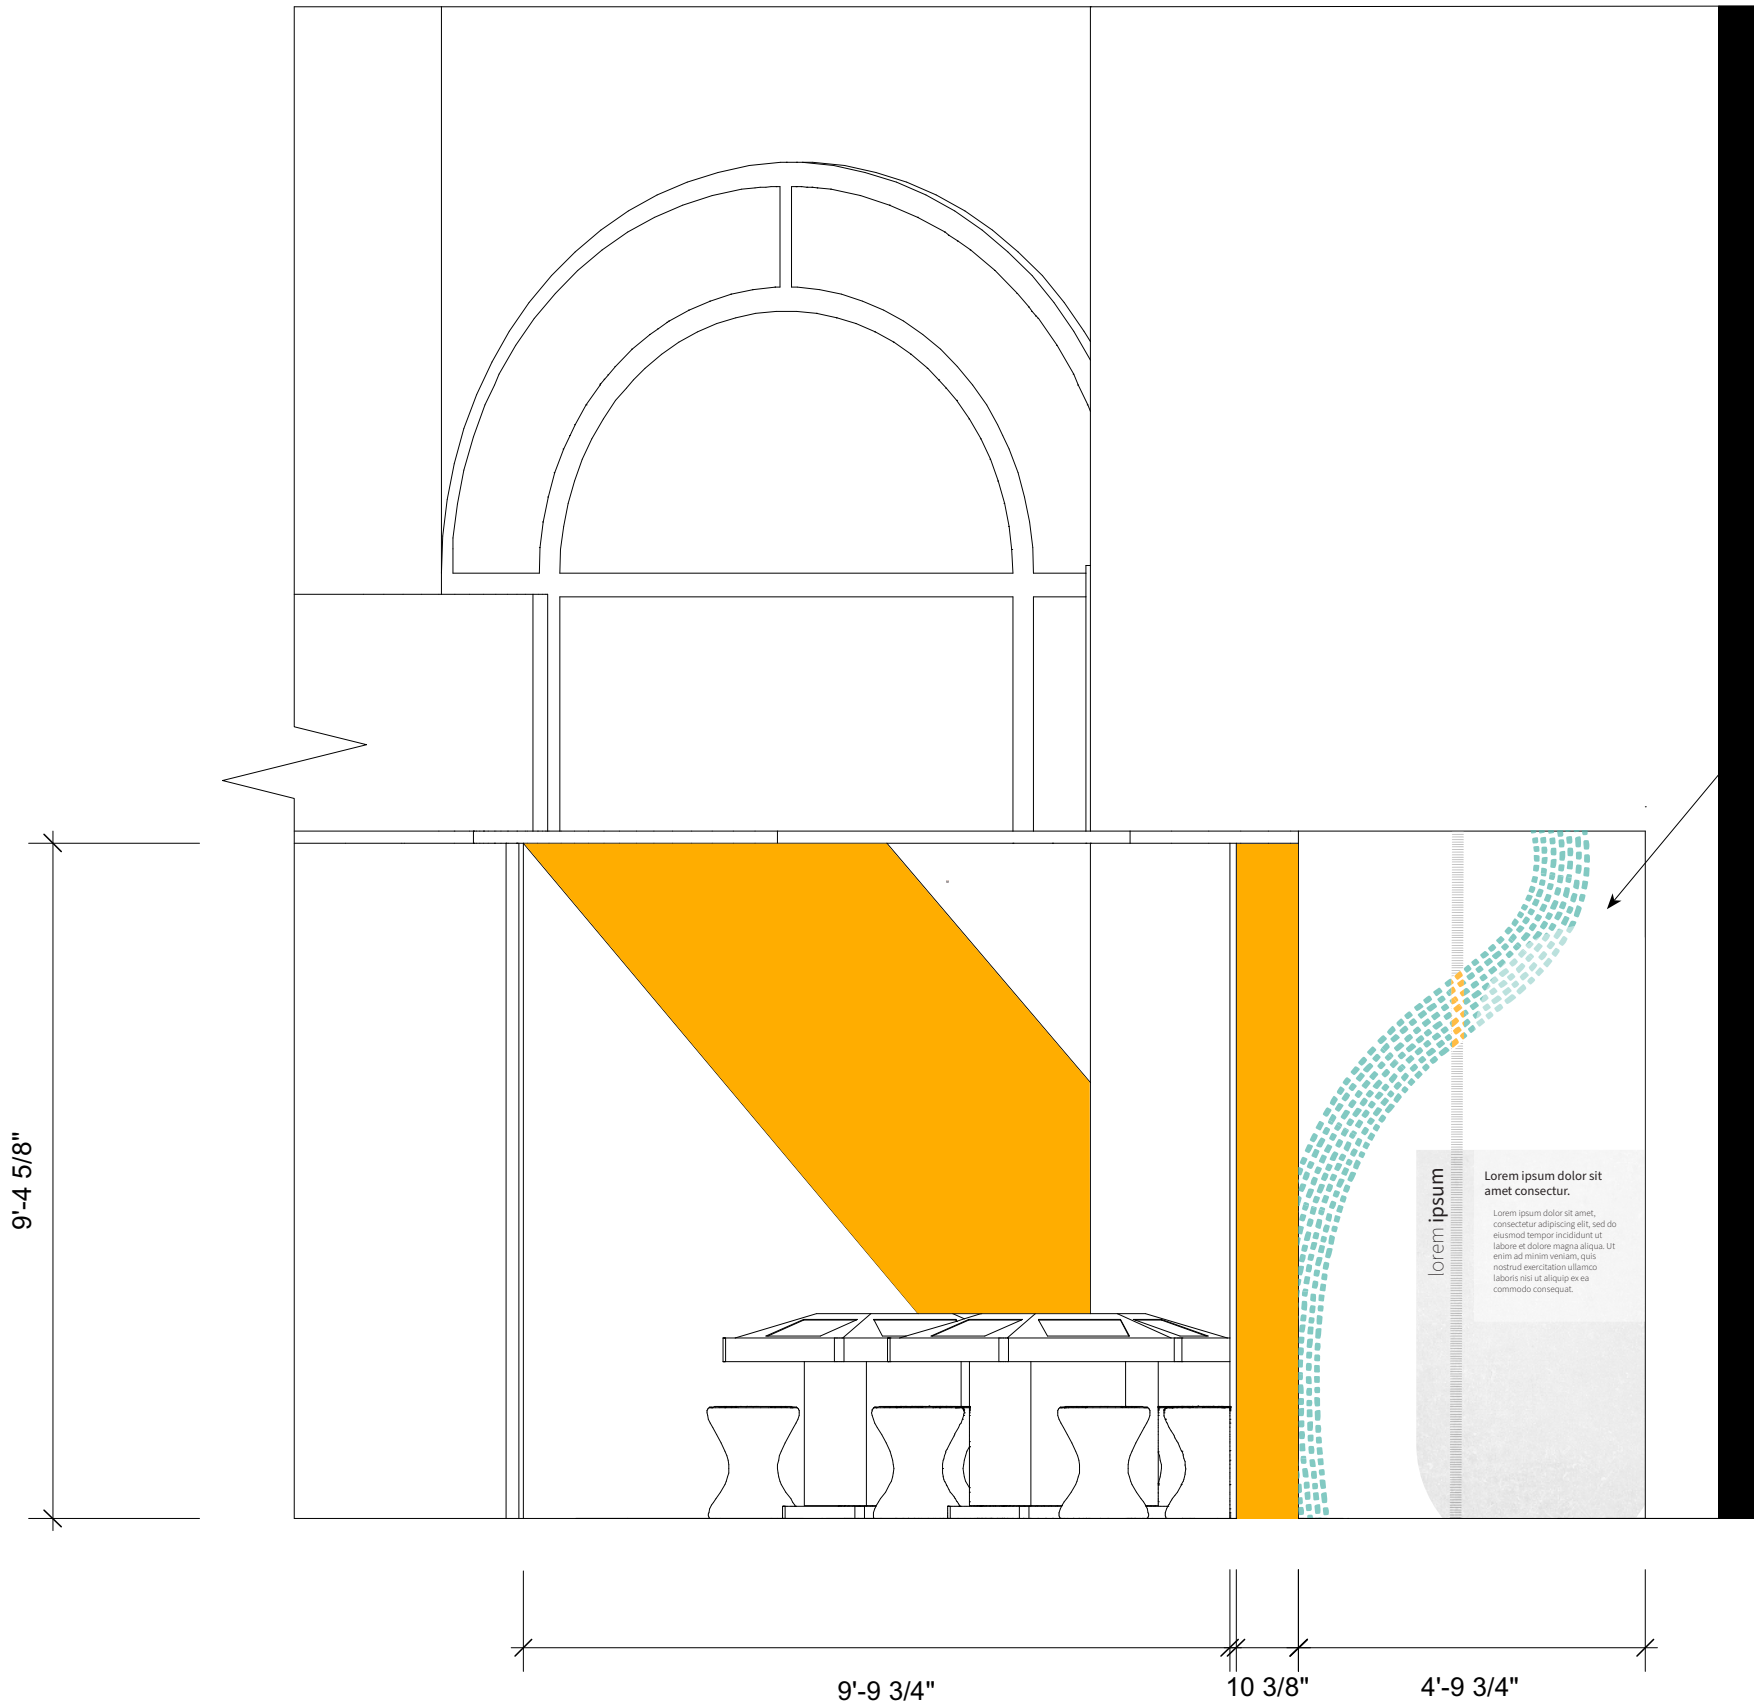 9'-4 5/8"
lorem ipsum
Lorem ipsum dolor sit
amet consectur.
Lorem ipsum dolor sit amet,
consectetur adipiscing elit, sed do
eiusmod tempor incididunt ut
labore et dolore magna aliqua. Ut
enim ad minim veniam, quis
nostrud exercitation ullamco
laboris nisi ut aliquip ex ea
commodo consequat.
9'-9 3/4"
10 3/8"
4'-9 3/4"